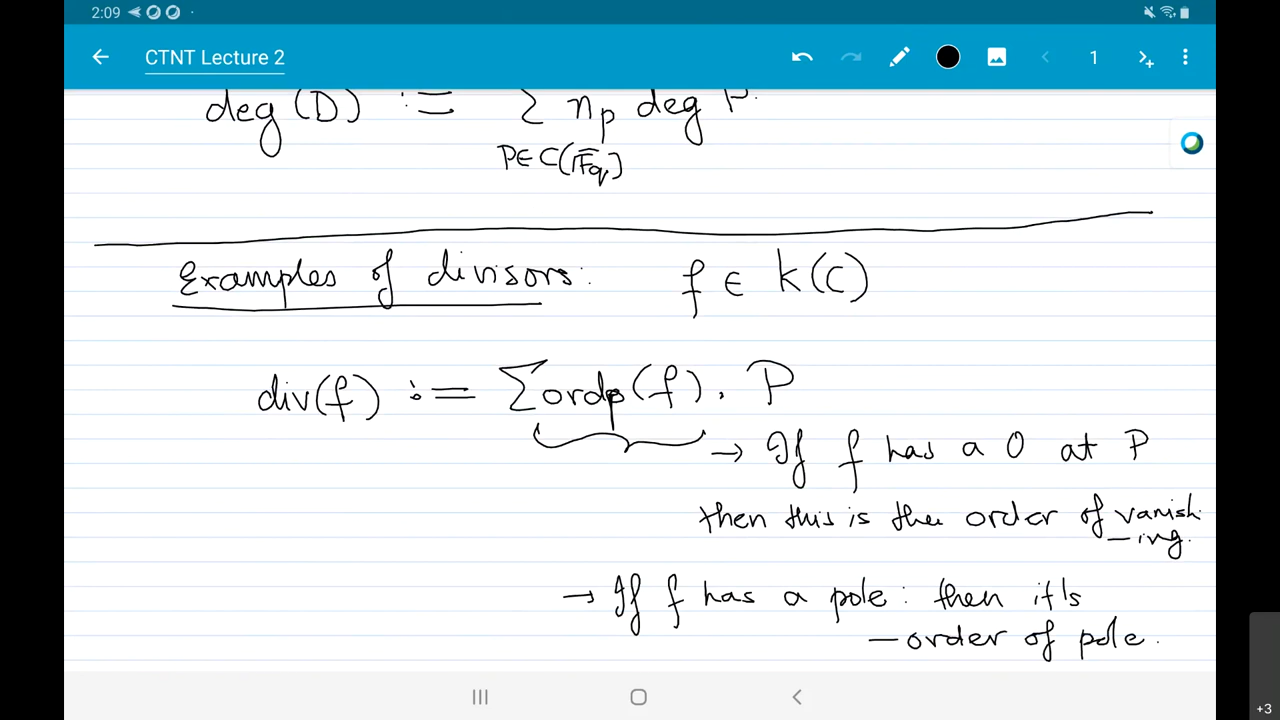 2:09
CTNT Lecture 2
1
deg(D) := Σ n_p deg P.
P∈C(F̅q)
Examples of divisors: f ∈ k(C)
div(f) := Σ ord_p(f). P
→ If f has a 0 at P
then this is the order of vanish
-ing.
→ If f has a pole: then it's
- order of pole.
+3